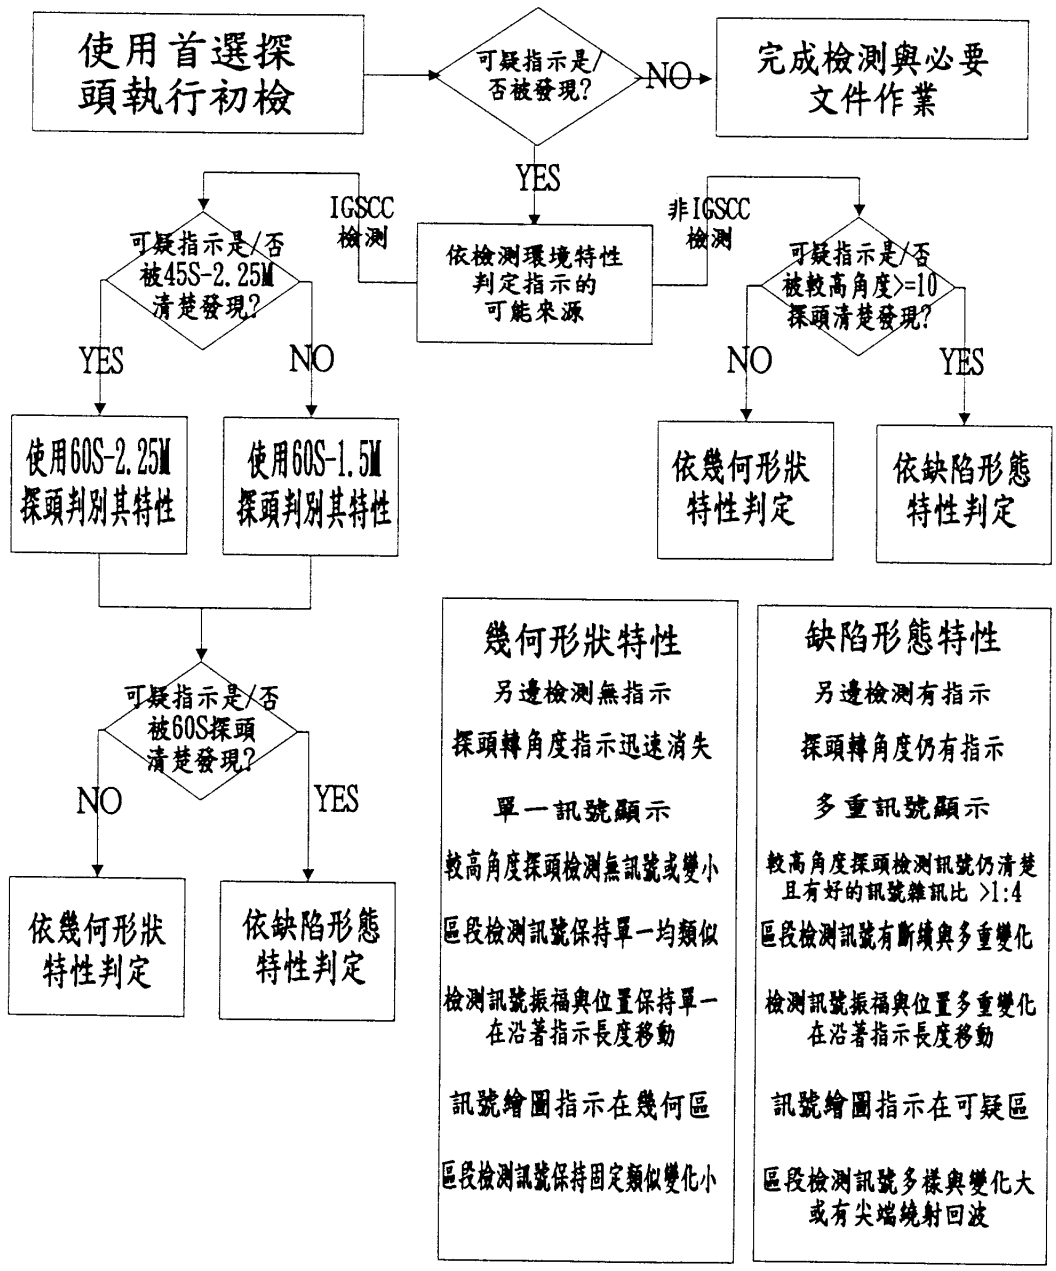 使用首選探
頭執行初檢
可疑指示是/
否被發現?
NO
完成檢測與必要
文件作業
YES
IGSCC
檢測
非IGSCC
檢測
可疑指示是/否
被45S-2.25M
清楚發現?
依檢測環境特性
判定指示的
可能來源
可疑指示是/否
被較高角度>=10
探頭清楚發現?
YES
NO
NO
YES
使用60S-2.25M
探頭判別其特性
使用60S-1.5M
探頭判別其特性
依幾何形狀
特性判定
依缺陷形態
特性判定
可疑指示是/否
被60S探頭
清楚發現?
NO
YES
依幾何形狀
特性判定
依缺陷形態
特性判定
幾何形狀特性
另邊檢測無指示
探頭轉角度指示迅速消失
單一訊號顯示
較高角度探頭檢測無訊號或變小
區段檢測訊號保持單一均類似
檢測訊號振福與位置保持單一
在沿著指示長度移動
訊號繪圖指示在幾何區
區段檢測訊號保持固定類似變化小
缺陷形態特性
另邊檢測有指示
探頭轉角度仍有指示
多重訊號顯示
較高角度探頭檢測訊號仍清楚
且有好的訊號雜訊比 >1:4
區段檢測訊號有斷續與多重變化
檢測訊號振福與位置多重變化
在沿著指示長度移動
訊號繪圖指示在可疑區
區段檢測訊號多樣與變化大
或有尖端繞射回波